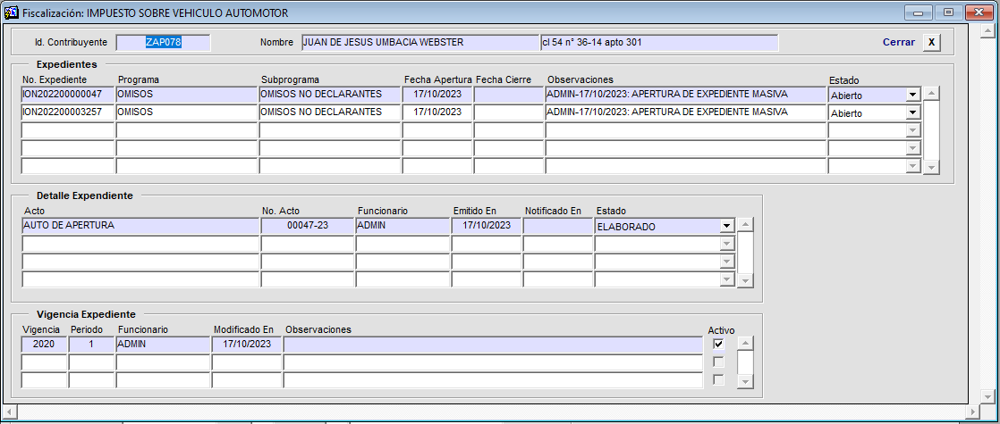 Fiscalización: IMPUESTO SOBRE VEHICULO AUTOMOTOR
Id. Contribuyente ZAP078 Nombre JUAN DE JESUS UMBACIA WEBSTER cl 54 n° 36-14 apto 301 Cerrar X
Expedientes
No. Expediente Programa Subprograma Fecha Apertura Fecha Cierre Observaciones Estado
ION202200000047 OMISOS OMISOS NO DECLARANTES 17/10/2023 ADMIN-17/10/2023: APERTURA DE EXPEDIENTE MASIVA Abierto
ION202200003257 OMISOS OMISOS NO DECLARANTES 17/10/2023 ADMIN-17/10/2023: APERTURA DE EXPEDIENTE MASIVA Abierto
Detalle Expendiente
Acto No. Acto Funcionario Emitido En Notificado En Estado
AUTO DE APERTURA 00047-23 ADMIN 17/10/2023 ELABORADO
Vigencia Expediente
Vigencia Periodo Funcionario Modificado En Observaciones Activo
2020 1 ADMIN 17/10/2023